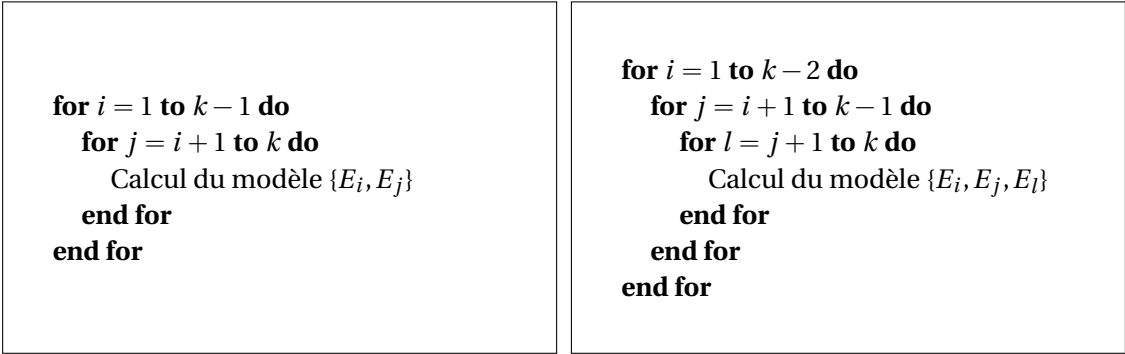 for i = 1 to k − 1 do
for j = i + 1 to k do
Calcul du modèle {E_i, E_j}
end for
end for
for i = 1 to k − 2 do
for j = i + 1 to k − 1 do
for l = j + 1 to k do
Calcul du modèle {E_i, E_j, E_l}
end for
end for
end for